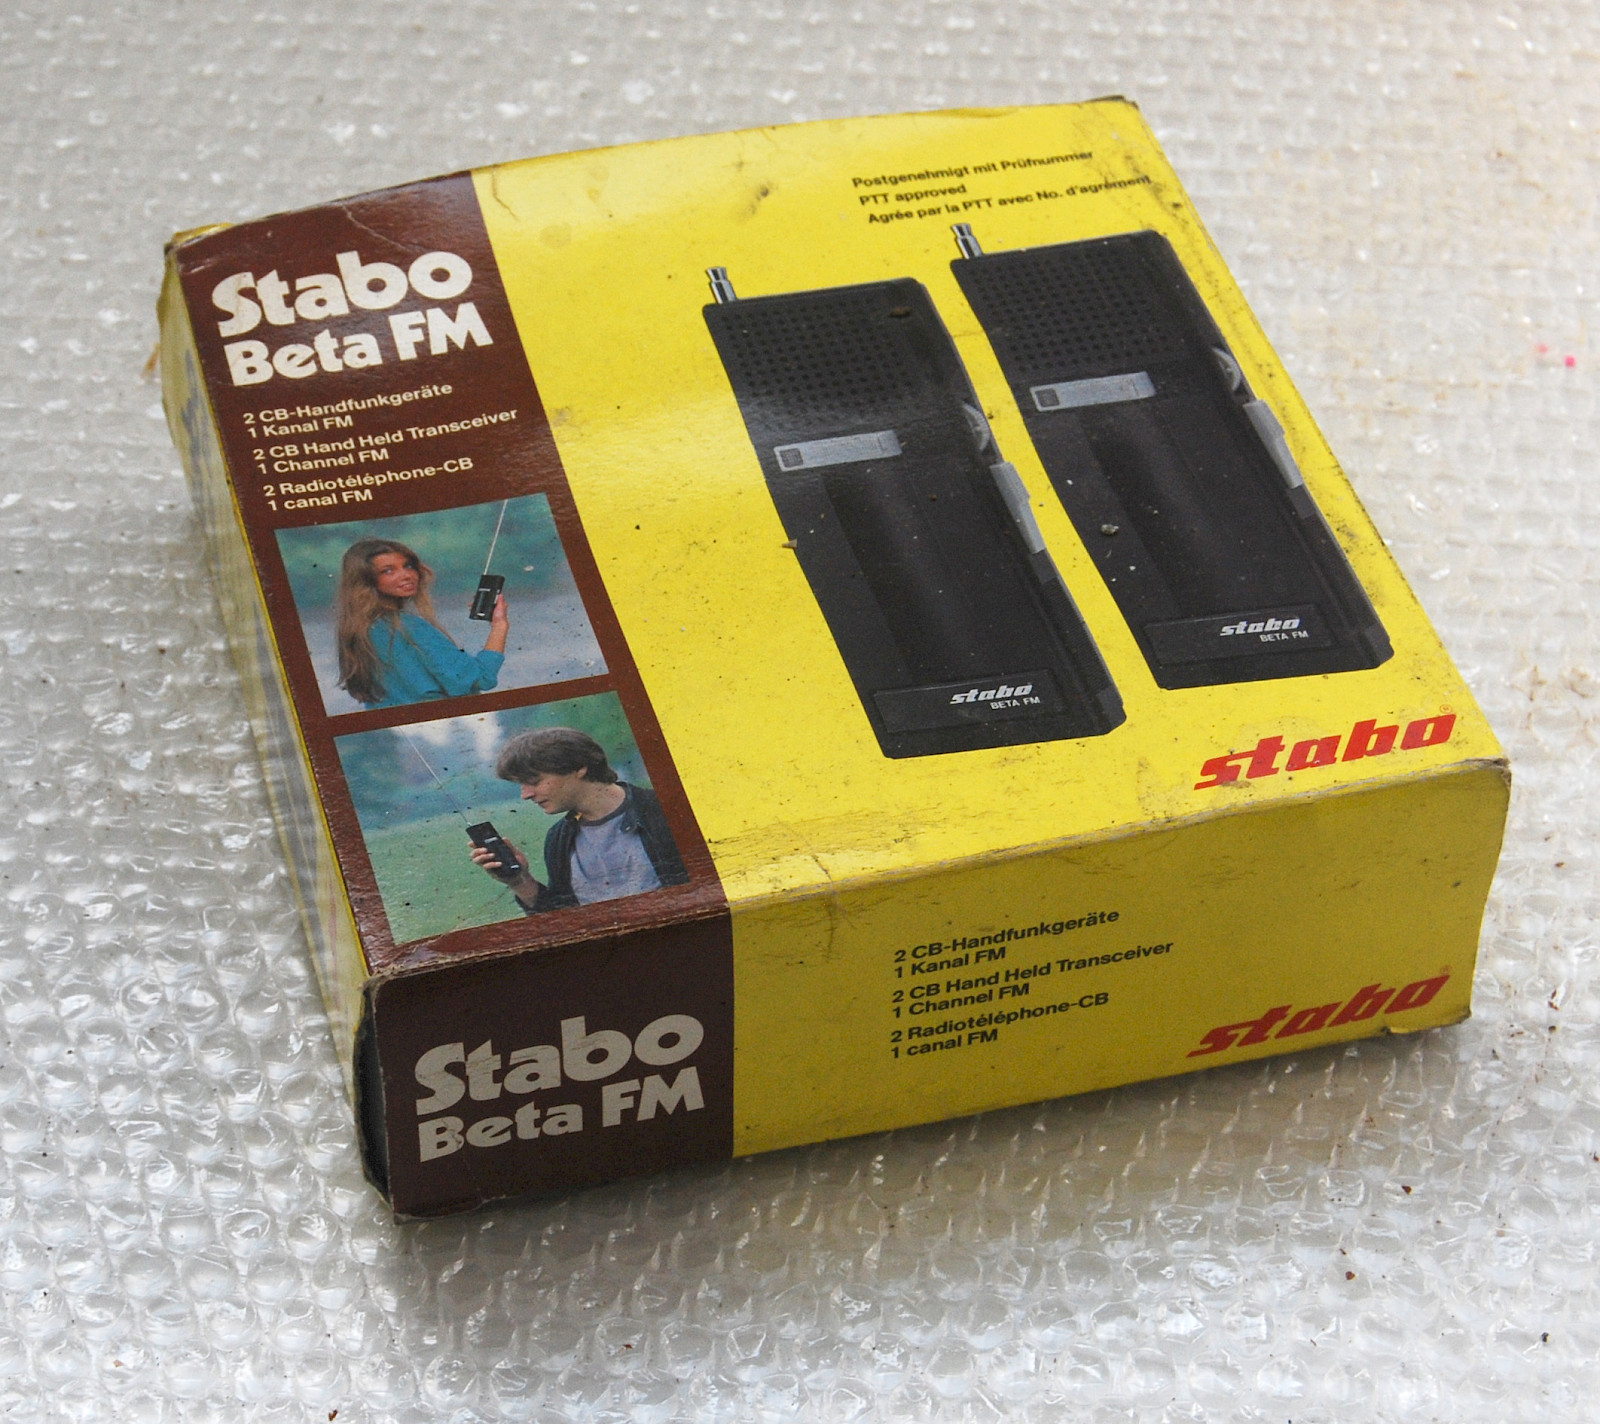 Postgenehmigt mit Prüfnummer
PTT approved
Agrée par la PTT avec No. d'agrément
Stabo
Beta FM
2 CB-Handfunkgeräte
1 Kanal FM
2 CB Hand Held Transceiver
1 Channel FM
2 Radiotéléphone-CB
1 canal FM
stabo
BETA FM
stabo
BETA FM
stabo®
Stabo
Beta FM
2 CB-Handfunkgeräte
1 Kanal FM
2 CB Hand Held Transceiver
1 Channel FM
2 Radiotéléphone-CB
1 canal FM
stabo®